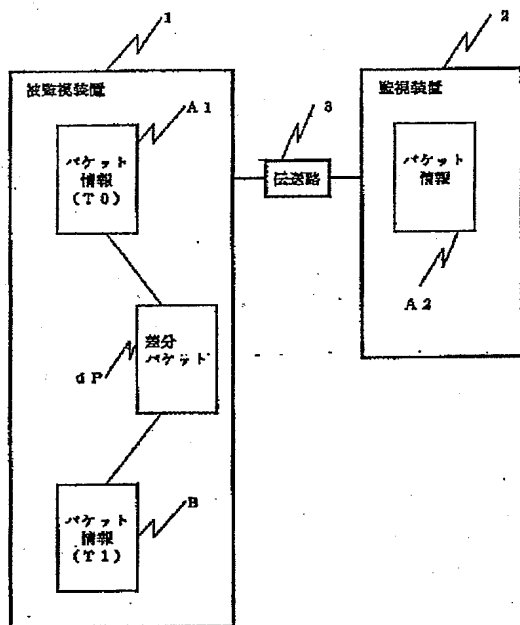 1
2
被監視装置
A1
パケット
情報
(T0)
3
伝送路
監視装置
パケット
情報
A2
差分
パケット
dP
パケット
情報
(T1)
B